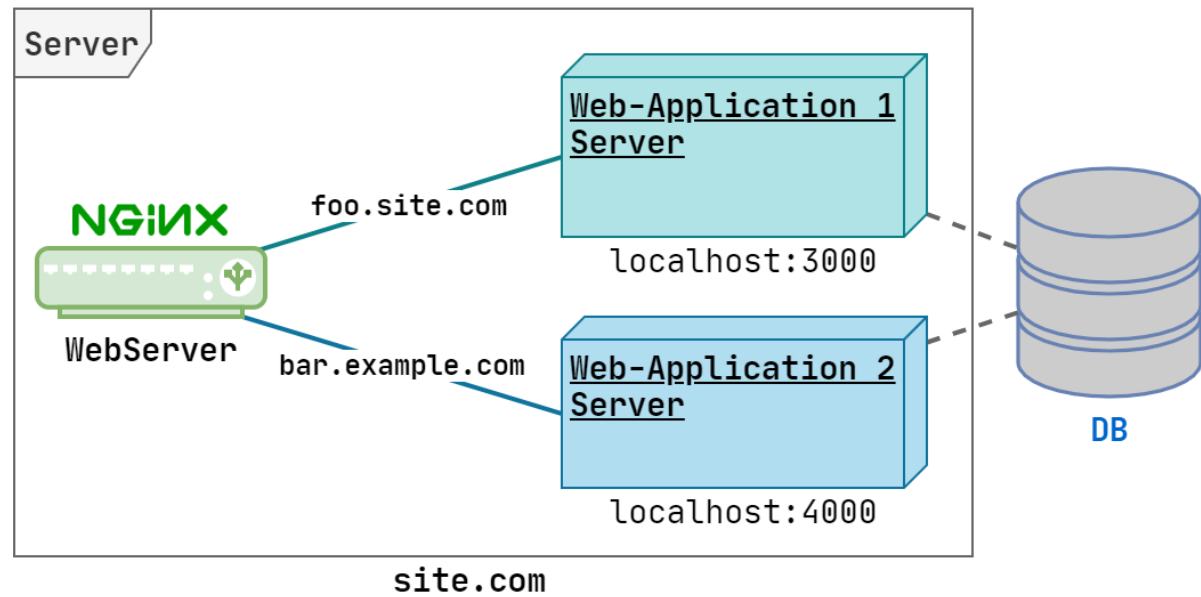 Server
Web-Application 1
Server
foo.site.com
NGiNX
localhost:3000
WebServer
bar.example.com
Web-Application 2
Server
DB
localhost:4000
site.com